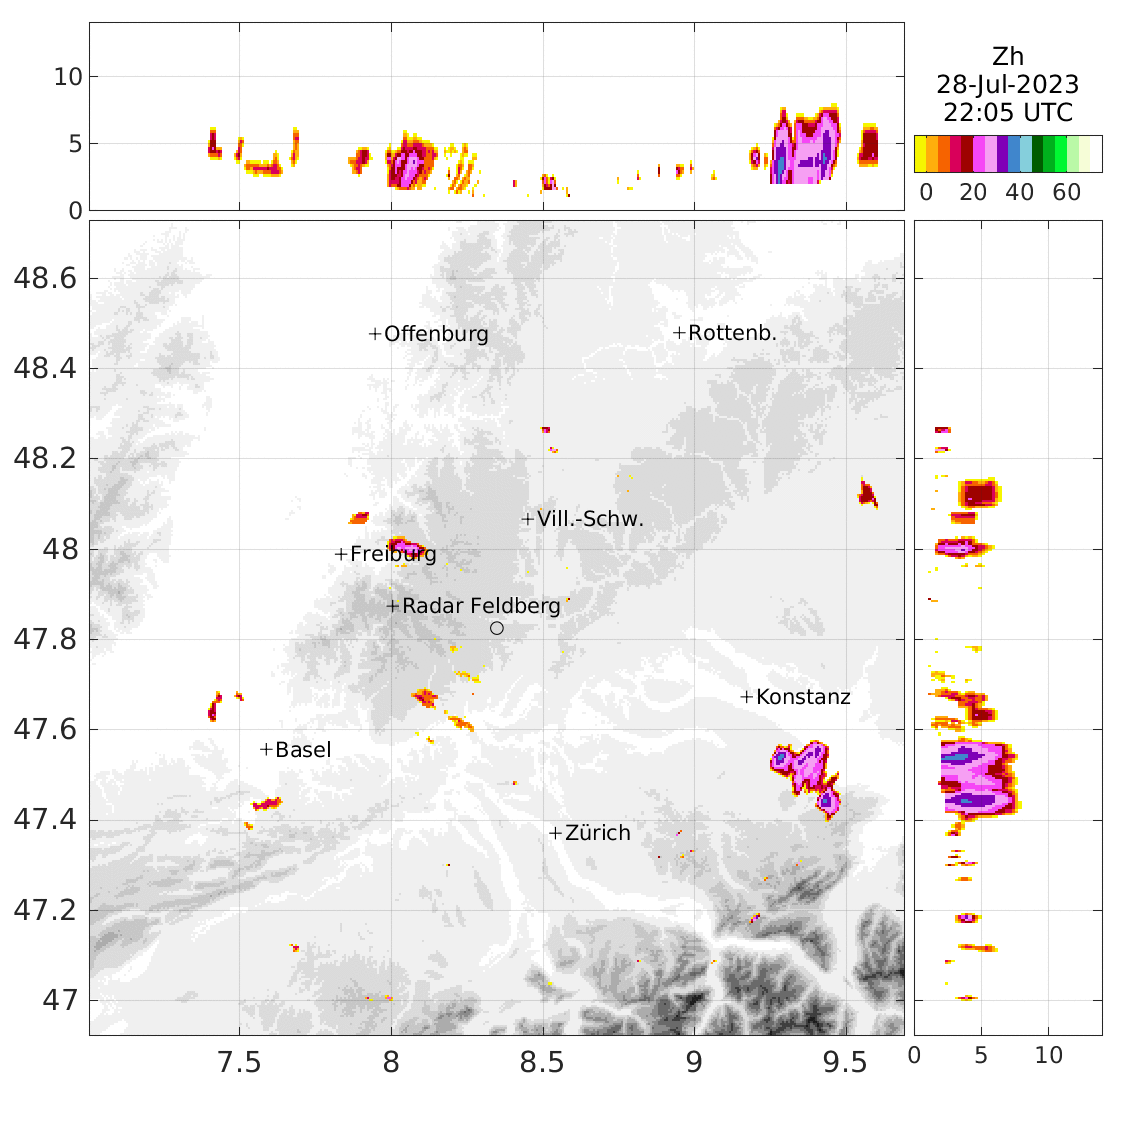 10
5
0
Zh
28-Jul-2023
22:05 UTC
0 20 40 60
48.6
48.4
48.2
48
47.8
47.6
47.4
47.2
47
+Offenburg
+Rottenb.
+Vill.-Schw.
+Freiburg
+Radar Feldberg
+Konstanz
+Basel
+Zürich
7.5 8 8.5 9 9.5
0 5 10